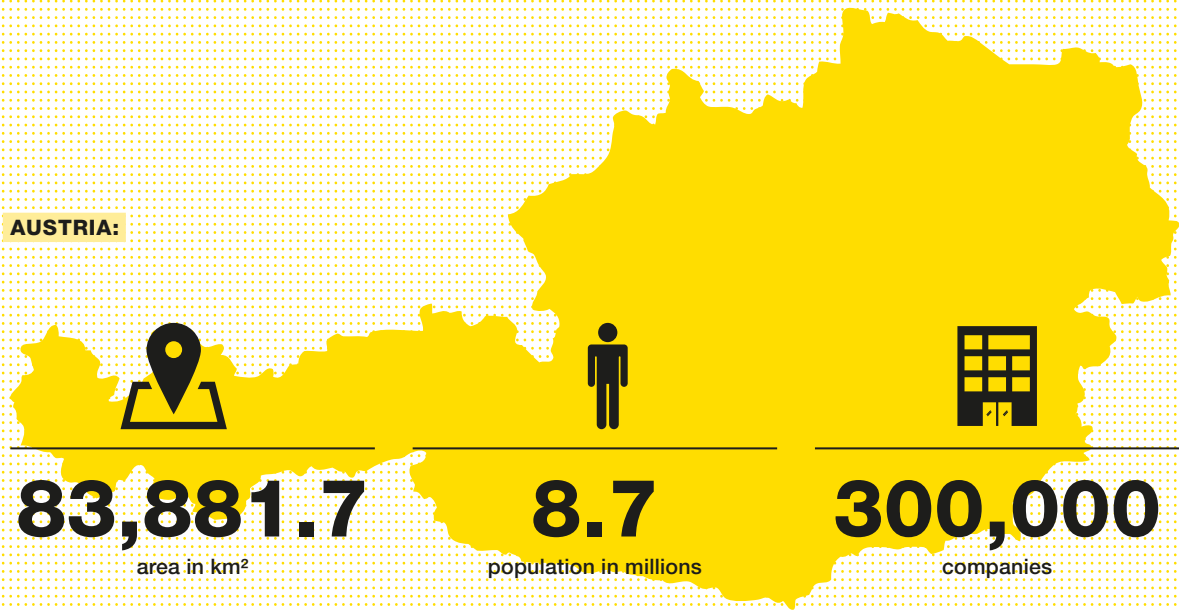 AUSTRIA:
83,881.7
area in km²
8.7
population in millions
300,000
companies